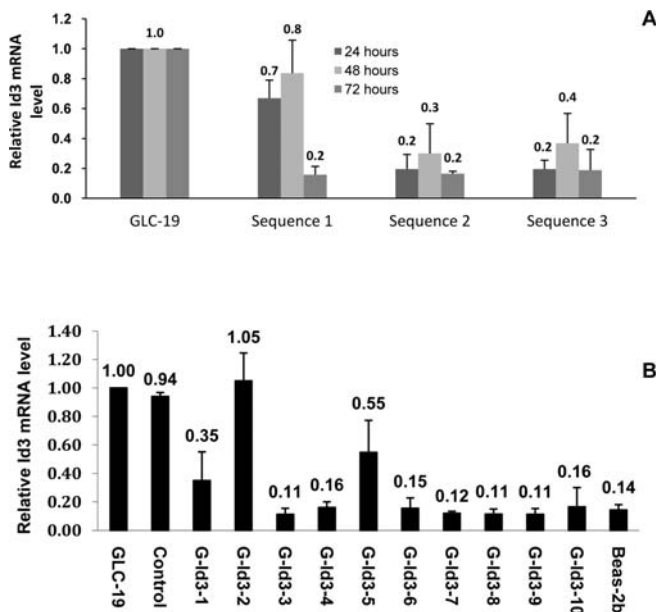 A
Relative Id3 mRNA
level
1.2
1.0
0.8
0.6
0.4
0.2
0.0
1.0
0.7
0.8
0.2
0.2
0.3
0.2
0.2
0.4
0.2
24 hours
48 hours
72 hours
GLC-19
Sequence 1
Sequence 2
Sequence 3
B
Relative Id3 mRNA level
1.40
1.20
1.00
0.80
0.60
0.40
0.20
0.00
1.00
0.94
0.35
1.05
0.11
0.16
0.55
0.15
0.12
0.11
0.11
0.16
0.14
GLC-19
Control
G-Id3-1
G-Id3-2
G-Id3-3
G-Id3-4
G-Id3-5
G-Id3-6
G-Id3-7
G-Id3-8
G-Id3-9
G-Id3-10
Beas-2b